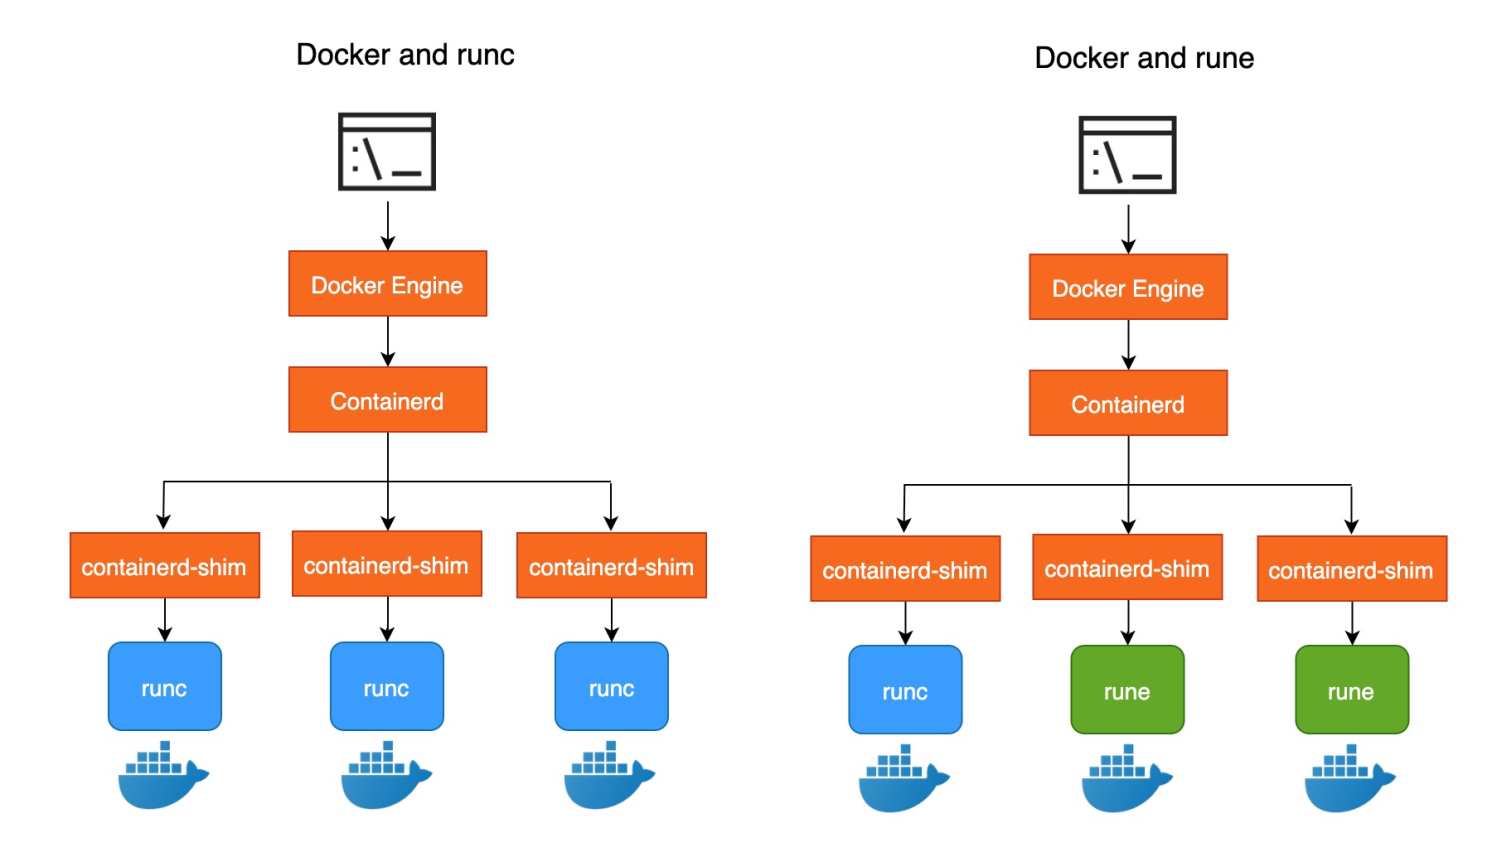 Docker and runc
:\_
Docker Engine
Containerd
containerd-shim
containerd-shim
containerd-shim
runc
runc
runc
Docker and rune
:\_
Docker Engine
Containerd
containerd-shim
containerd-shim
containerd-shim
runc
rune
rune